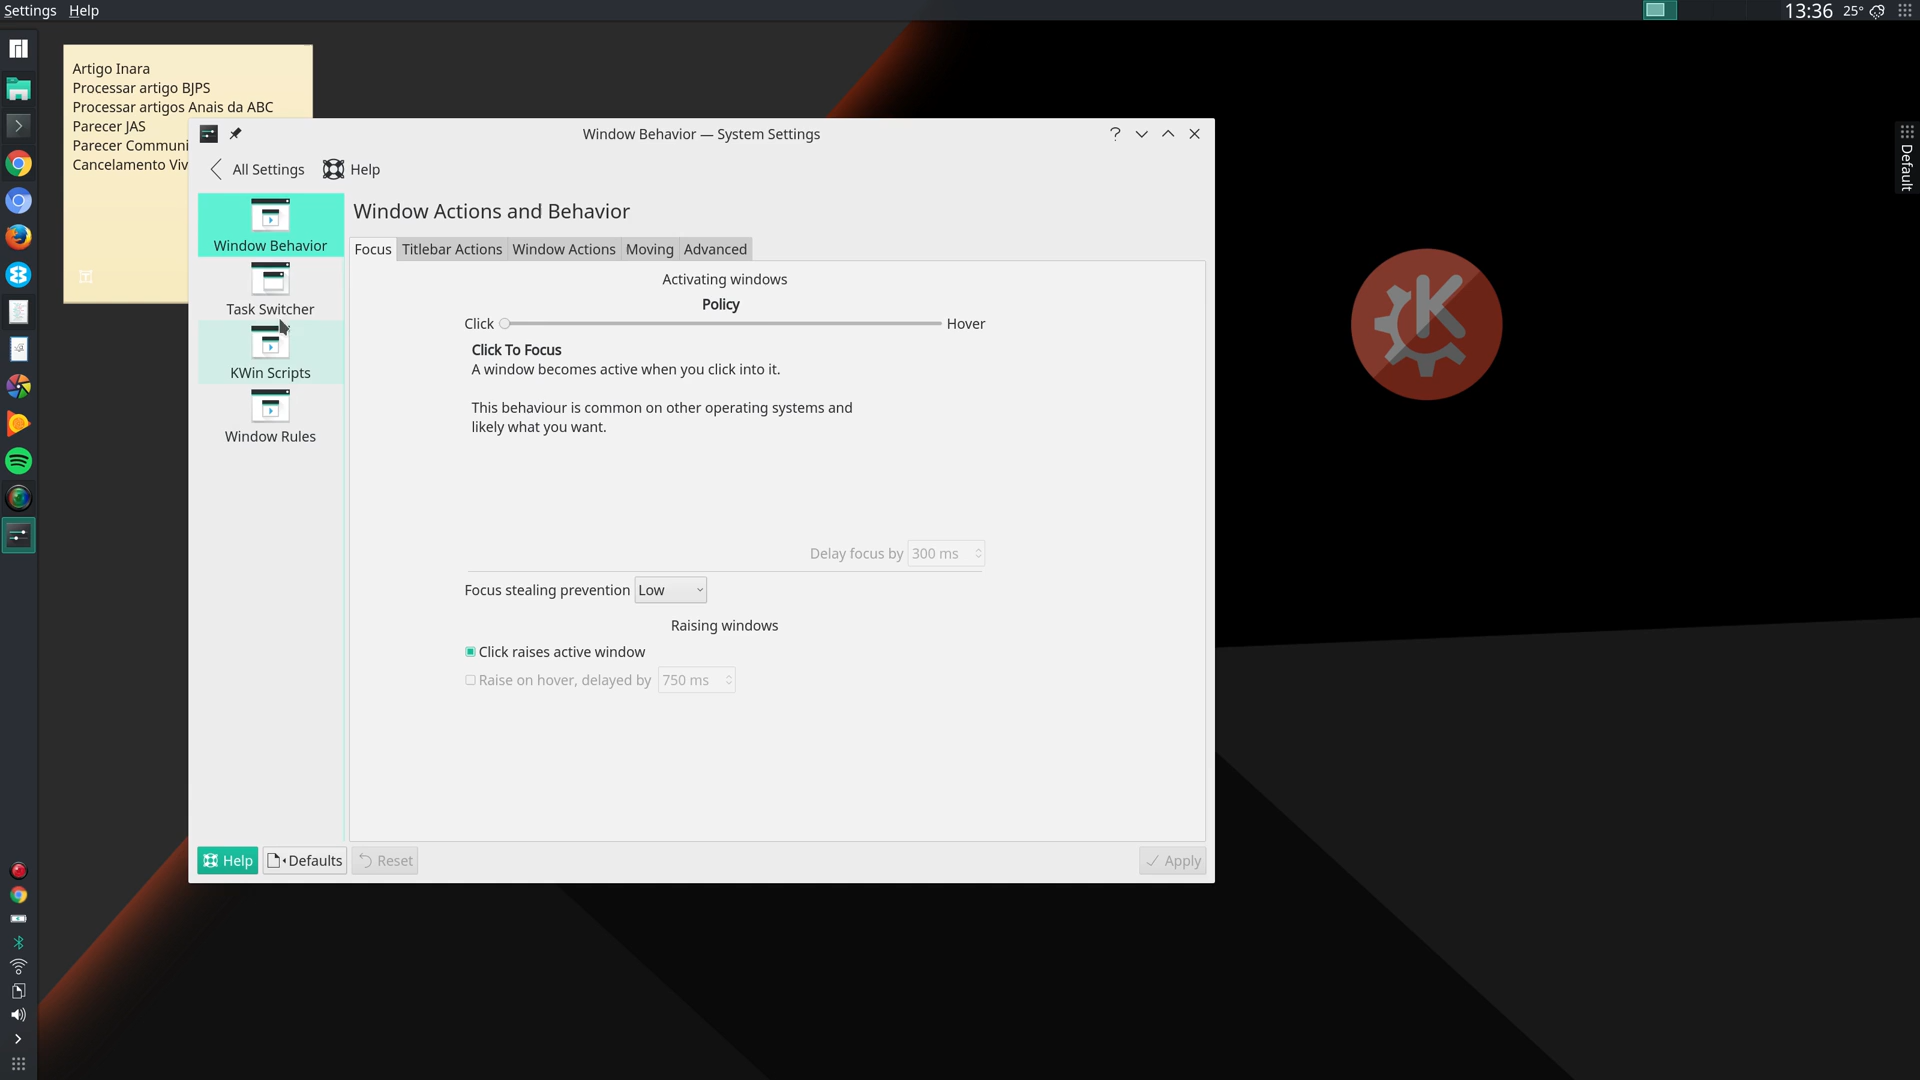 Settings Help
13:36 25°
Artigo Inara
Processar artigo BJPS
Processar artigos Anais da ABC
Parecer JAS
Parecer Communi
Cancelamento Viv
Default
Window Behavior — System Settings
All Settings Help
Window Behavior
Task Switcher
KWin Scripts
Window Rules
Window Actions and Behavior
Focus Titlebar Actions Window Actions Moving Advanced
Activating windows
Policy
Click Hover
Click To Focus
A window becomes active when you click into it.
This behaviour is common on other operating systems and
likely what you want.
Delay focus by 300 ms
Focus stealing prevention Low
Raising windows
Click raises active window
Raise on hover, delayed by 750 ms
Help Defaults Reset Apply